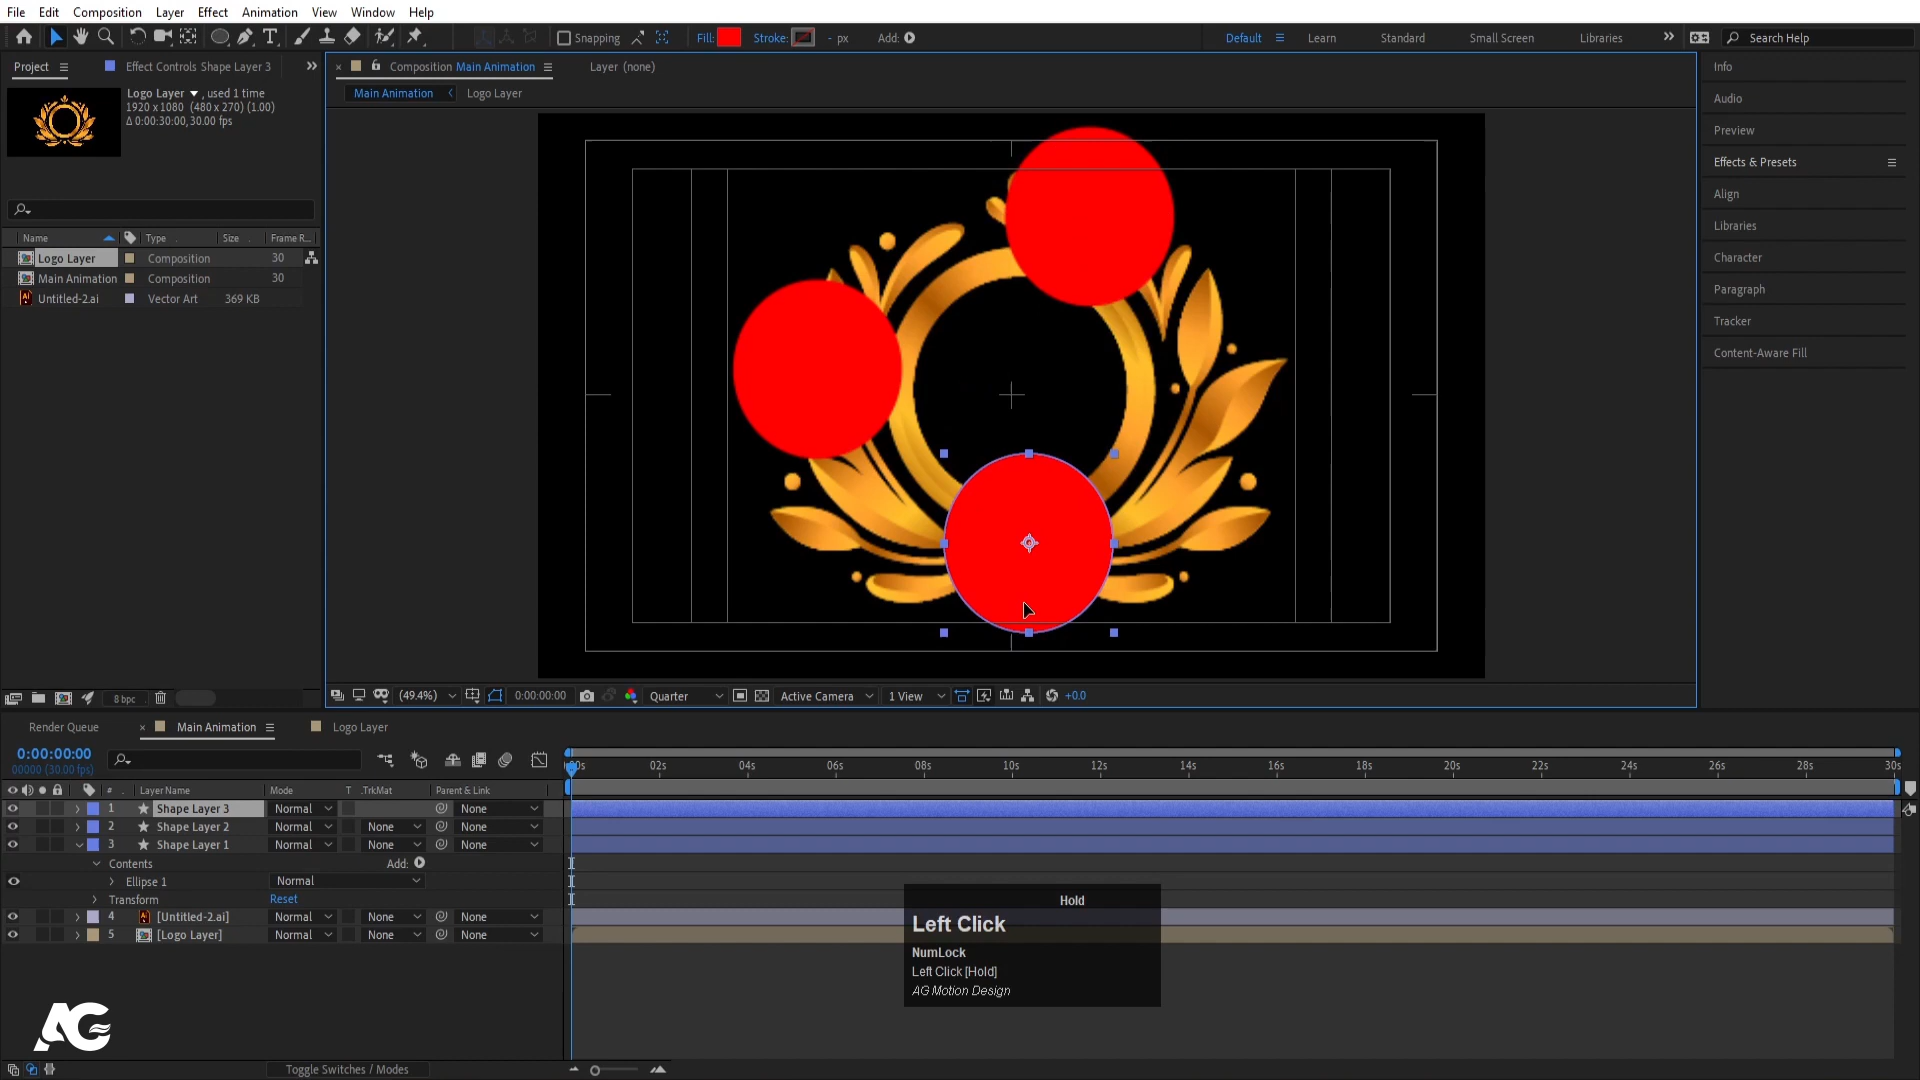 File Edit Composition Layer Effect Animation View Window Help
Snapping Fill: Stroke: - px Add: Default Learn Standard Small Screen Libraries Search Help
Project Effect Controls Shape Layer 3 Composition Main Animation Layer (none)
Main Animation Logo Layer
Logo Layer , used 1 time
1920 x 1080 (480 x 270) (1.00)
Δ 0:00:30:00, 30.00 fps
Name Type Size Frame R...
Logo Layer Composition 30
Main Animation Composition 30
Untitled-2.ai Vector Art 369 KB
Info
Audio
Preview
Effects & Presets
Align
Libraries
Character
Paragraph
Tracker
Content-Aware Fill
8 bpc
(49.4%) 0:00:00:00 Quarter Active Camera 1 View +0.0
Render Queue Main Animation Logo Layer
0:00:00:00
00000 (30.00 fps)
02s 04s 06s 08s 10s 12s 14s 16s 18s 20s 22s 24s 26s 28s 30s
# Layer Name Mode T .TrkMat Parent & Link
1 Shape Layer 3 Normal None
2 Shape Layer 2 Normal None None
3 Shape Layer 1 Normal None None
Contents Add:
Ellipse 1 Normal
Transform Reset
4 [Untitled-2.ai] Normal None None
5 [Logo Layer] Normal None None
Hold
Left Click
NumLock
Left Click [Hold]
AG Motion Design
AG
Toggle Switches / Modes